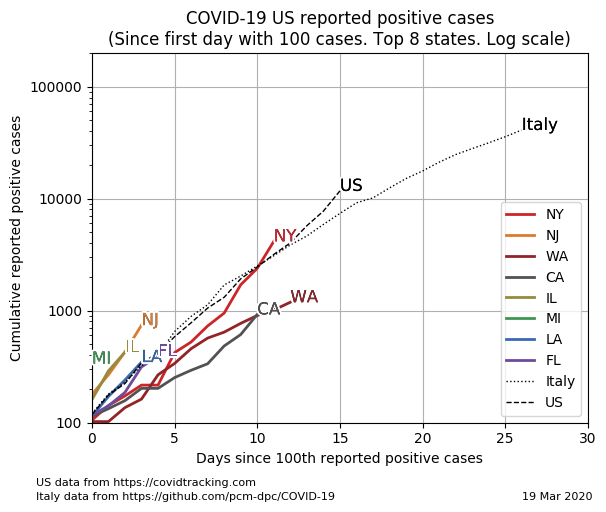 COVID-19 US reported positive cases
(Since first day with 100 cases. Top 8 states. Log scale)
Cumulative reported positive cases
100000
10000
1000
100
Italy
US
NY
WA
CA
NJ
IL
MI
LA
FL
NY
NJ
WA
CA
IL
MI
LA
FL
Italy
US
0 5 10 15 20 25 30
Days since 100th reported positive cases
US data from https://covidtracking.com
Italy data from https://github.com/pcm-dpc/COVID-19
19 Mar 2020